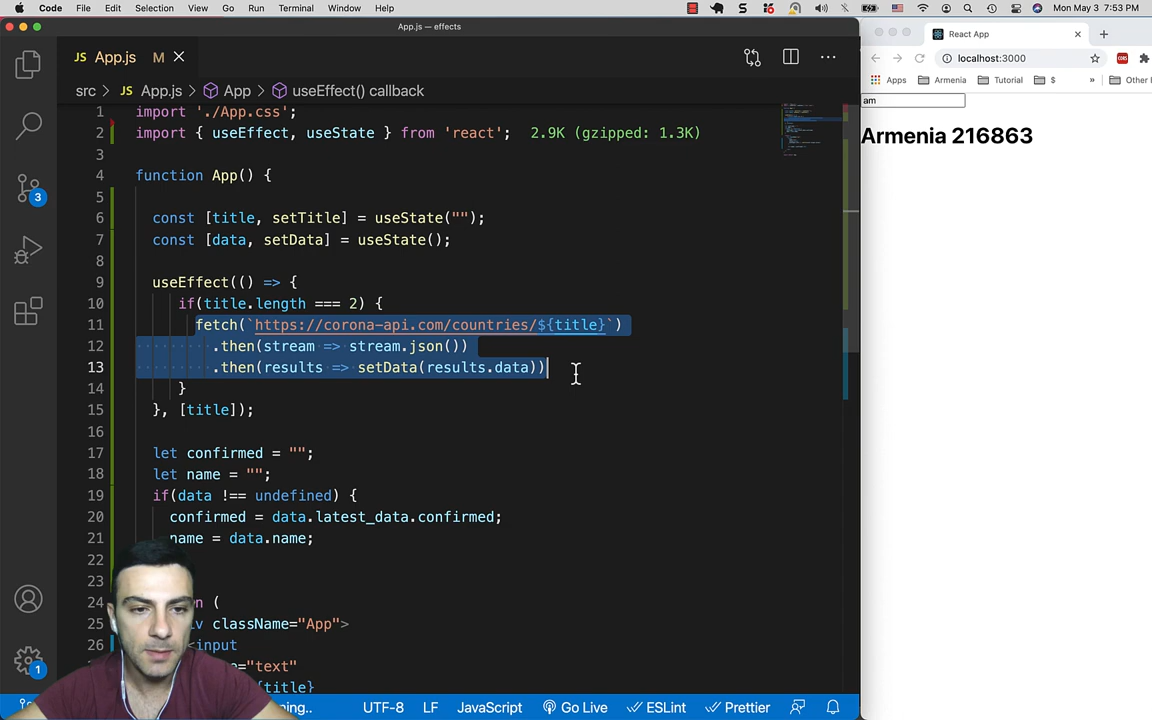 Code File Edit Selection View Go Run Terminal Window Help Mon May 3 7:53 PM
App.js — effects
JS App.js M
src > JS App.js > App > useEffect() callback
1 import './App.css';
2 import { useEffect, useState } from 'react'; 2.9K (gzipped: 1.3K)
3
4 function App() {
5
6 const [title, setTitle] = useState("");
7 const [data, setData] = useState();
8
9 useEffect(() => {
10 if(title.length === 2) {
11 fetch(`https://corona-api.com/countries/${title}`)
12 .then(stream => stream.json())
13 .then(results => setData(results.data))
14 }
15 }, [title]);
16
17 let confirmed = "";
18 let name = "";
19 if(data !== undefined) {
20 confirmed = data.latest_data.confirmed;
21 name = data.name;
22
23
24 n (
25 v className="App">
26 <input
="text"
{title}
3
1
ng.. UTF-8 LF JavaScript Go Live ESLint Prettier
React App
localhost:3000
CORS
Apps Armenia Tutorial $ » Other
am
Armenia 216863